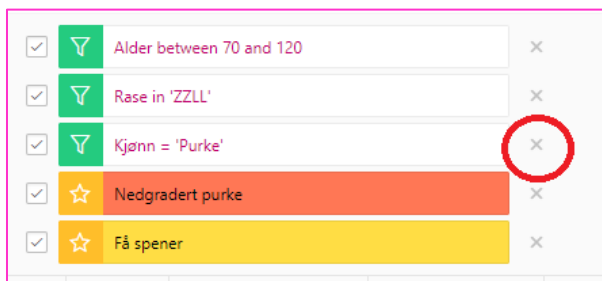 Alder between 70 and 120
Rase in 'ZZLL'
Kjønn = 'Purke'
Nedgradert purke
Få spener